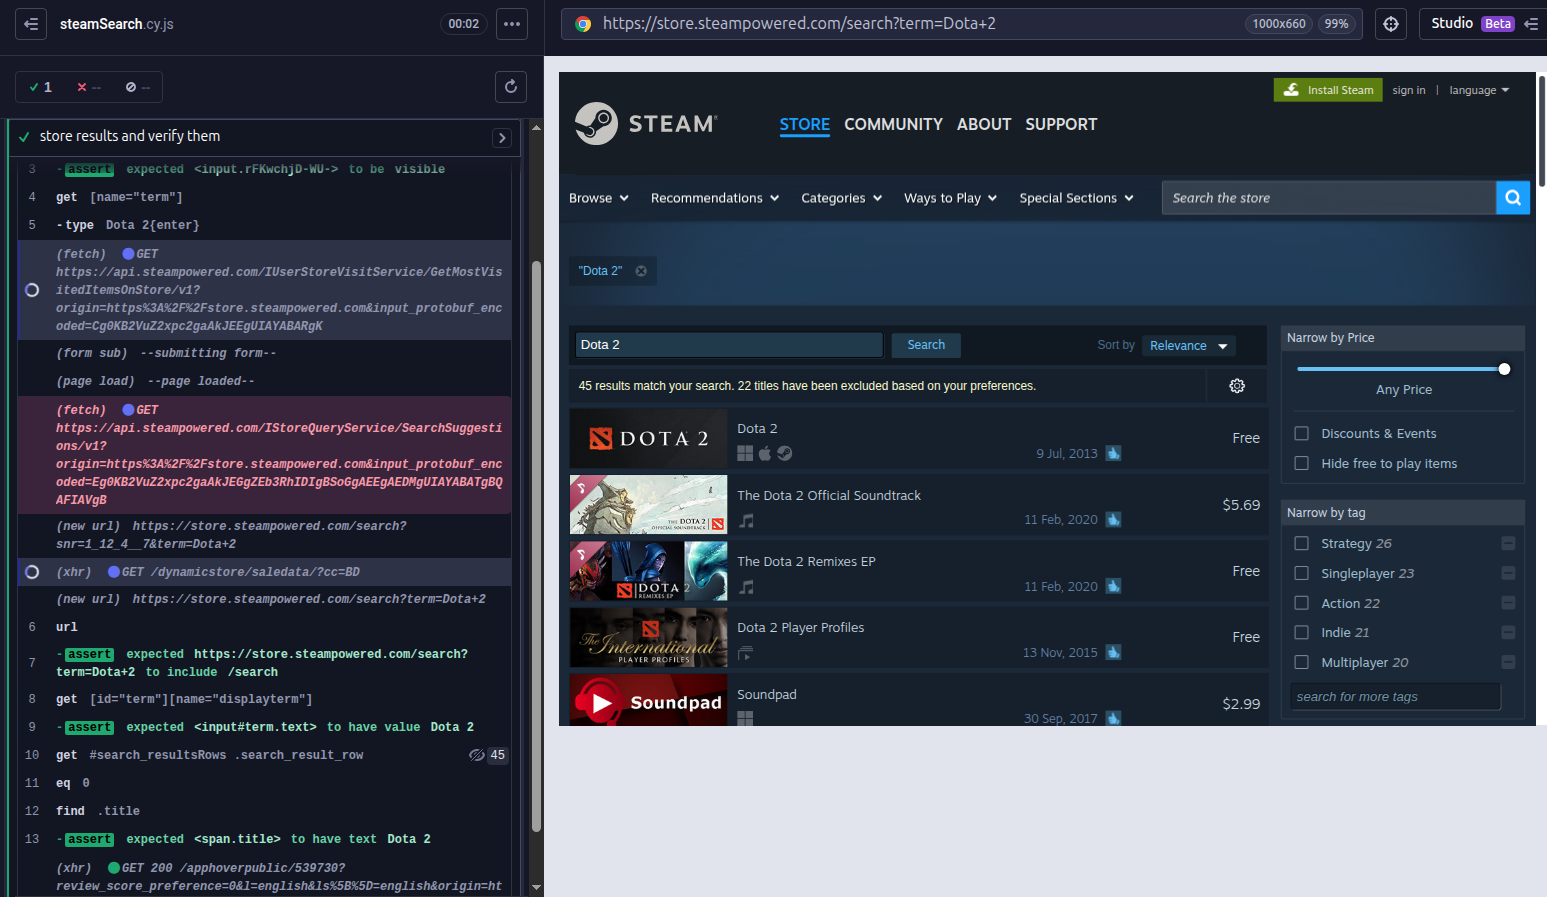 steamSearch.cy.js
00:02
1
--
--
store results and verify them
3 -assert expected <input.rFKwchjD-WU-> to be visible
4 get [name="term"]
5 -type Dota 2{enter}
(fetch) GET
https://api.steampowered.com/IUserStoreVisitService/GetMostVis
itedItemsOnStore/v1?
origin=https%3A%2F%2Fstore.steampowered.com&input_protobuf_enc
oded=Cg0KB2VuZ2xpc2gaAkJEEgUIAYABARgK
(form sub) --submitting form--
(page load) --page loaded--
(fetch) GET
https://api.steampowered.com/IStoreQueryService/SearchSuggesti
ons/v1?
origin=https%3A%2F%2Fstore.steampowered.com&input_protobuf_enc
oded=Eg0KB2VuZ2xpc2gaAkJEGgZEb3RhIDIgBSoGgAEEgAEDMgUIAYABATgBQ
AFIAVgB
(new url) https://store.steampowered.com/search?
snr=1_12_4__7&term=Dota+2
(xhr) GET /dynamicstore/saledata/?cc=BD
(new url) https://store.steampowered.com/search?term=Dota+2
6 url
7 -assert expected https://store.steampowered.com/search?
term=Dota+2 to include /search
8 get [id="term"][name="displayterm"]
9 -assert expected <input#term.text> to have value Dota 2
10 get #search_resultsRows .search_result_row 45
11 eq 0
12 find .title
13 -assert expected <span.title> to have text Dota 2
(xhr) GET 200 /apphoverpublic/539730?
review_score_preference=0&l=english&ls%5B%5D=english&origin=ht
https://store.steampowered.com/search?term=Dota+2
1000x660
99%
Studio Beta
Install Steam
sign in | language
STEAM
STORE COMMUNITY ABOUT SUPPORT
Browse Recommendations Categories Ways to Play Special Sections
Search the store
"Dota 2"
Dota 2
Search
Sort by Relevance
45 results match your search. 22 titles have been excluded based on your preferences.
DOTA 2
Dota 2
9 Jul, 2013
Free
THE DOTA 2
OFFICIAL SOUNDTRACK
The Dota 2 Official Soundtrack
11 Feb, 2020
$5.69
DOTA 2
REMIXES EP
The Dota 2 Remixes EP
11 Feb, 2020
Free
The International
PLAYER PROFILES
Dota 2 Player Profiles
13 Nov, 2015
Free
Soundpad
Soundpad
30 Sep, 2017
$2.99
Narrow by Price
Any Price
Discounts & Events
Hide free to play items
Narrow by tag
Strategy 26
Singleplayer 23
Action 22
Indie 21
Multiplayer 20
search for more tags